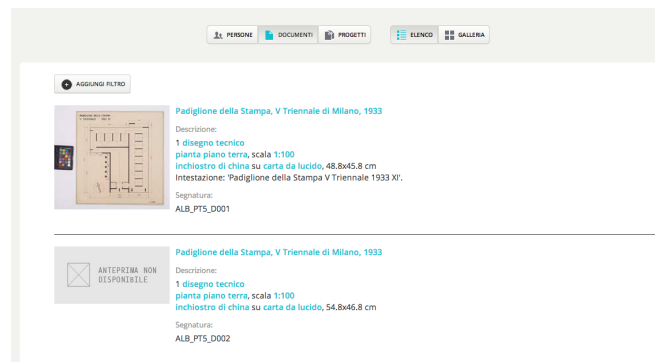 PERSONE DOCUMENTI PROGETTI ELENCO GALLERIA
AGGIUNGI FILTRO
Padiglione della Stampa, V Triennale di Milano, 1933
Descrizione:
1 disegno tecnico
pianta piano terra, scala 1:100
inchiostro di china su carta da lucido, 48.8x45.8 cm
Intestazione: 'Padiglione della Stampa V Triennale 1933 XI'.
Segnatura:
ALB_PT5_D001
Padiglione della Stampa, V Triennale di Milano, 1933
ANTEPRIMA NON
DISPONIBILE
Descrizione:
1 disegno tecnico
pianta piano terra, scala 1:100
inchiostro di china su carta da lucido, 54.8x46.8 cm
Segnatura:
ALB_PT5_D002